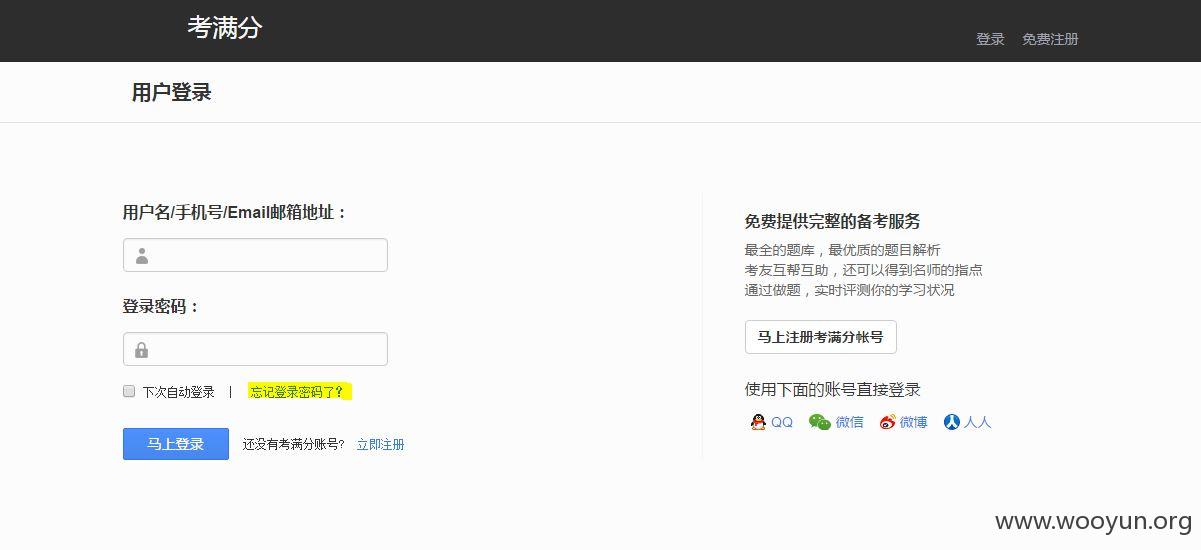 考满分
登录 免费注册
用户登录
用户名/手机号/Email邮箱地址：
登录密码：
下次自动登录 | 忘记登录密码了?
马上登录 还没有考满分账号? 立即注册
免费提供完整的备考服务
最全的题库，最优质的题目解析
考友互帮互助，还可以得到名师的指点
通过做题，实时评测你的学习状况
马上注册考满分帐号
使用下面的账号直接登录
QQ 微信 微博 人人
www.wooyun.org